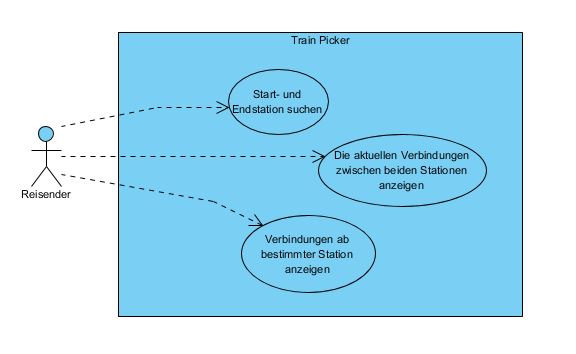 Train Picker
Start- und
Endstation suchen
Die aktuellen Verbindungen
zwischen beiden Stationen
anzeigen
Reisender
Verbindungen ab
bestimmter Station
anzeigen